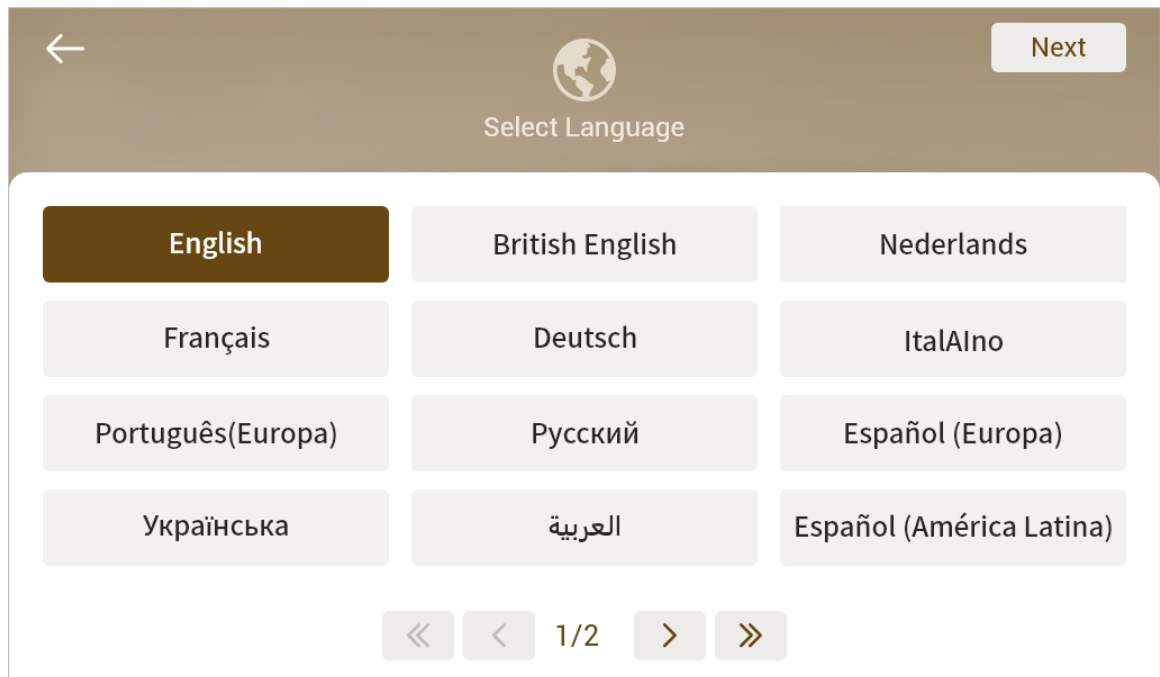 Next
Select Language
English
British English
Nederlands
Français
Deutsch
ItalAIno
Português(Europa)
Русский
Español (Europa)
Українська
العربية
Español (América Latina)
1/2